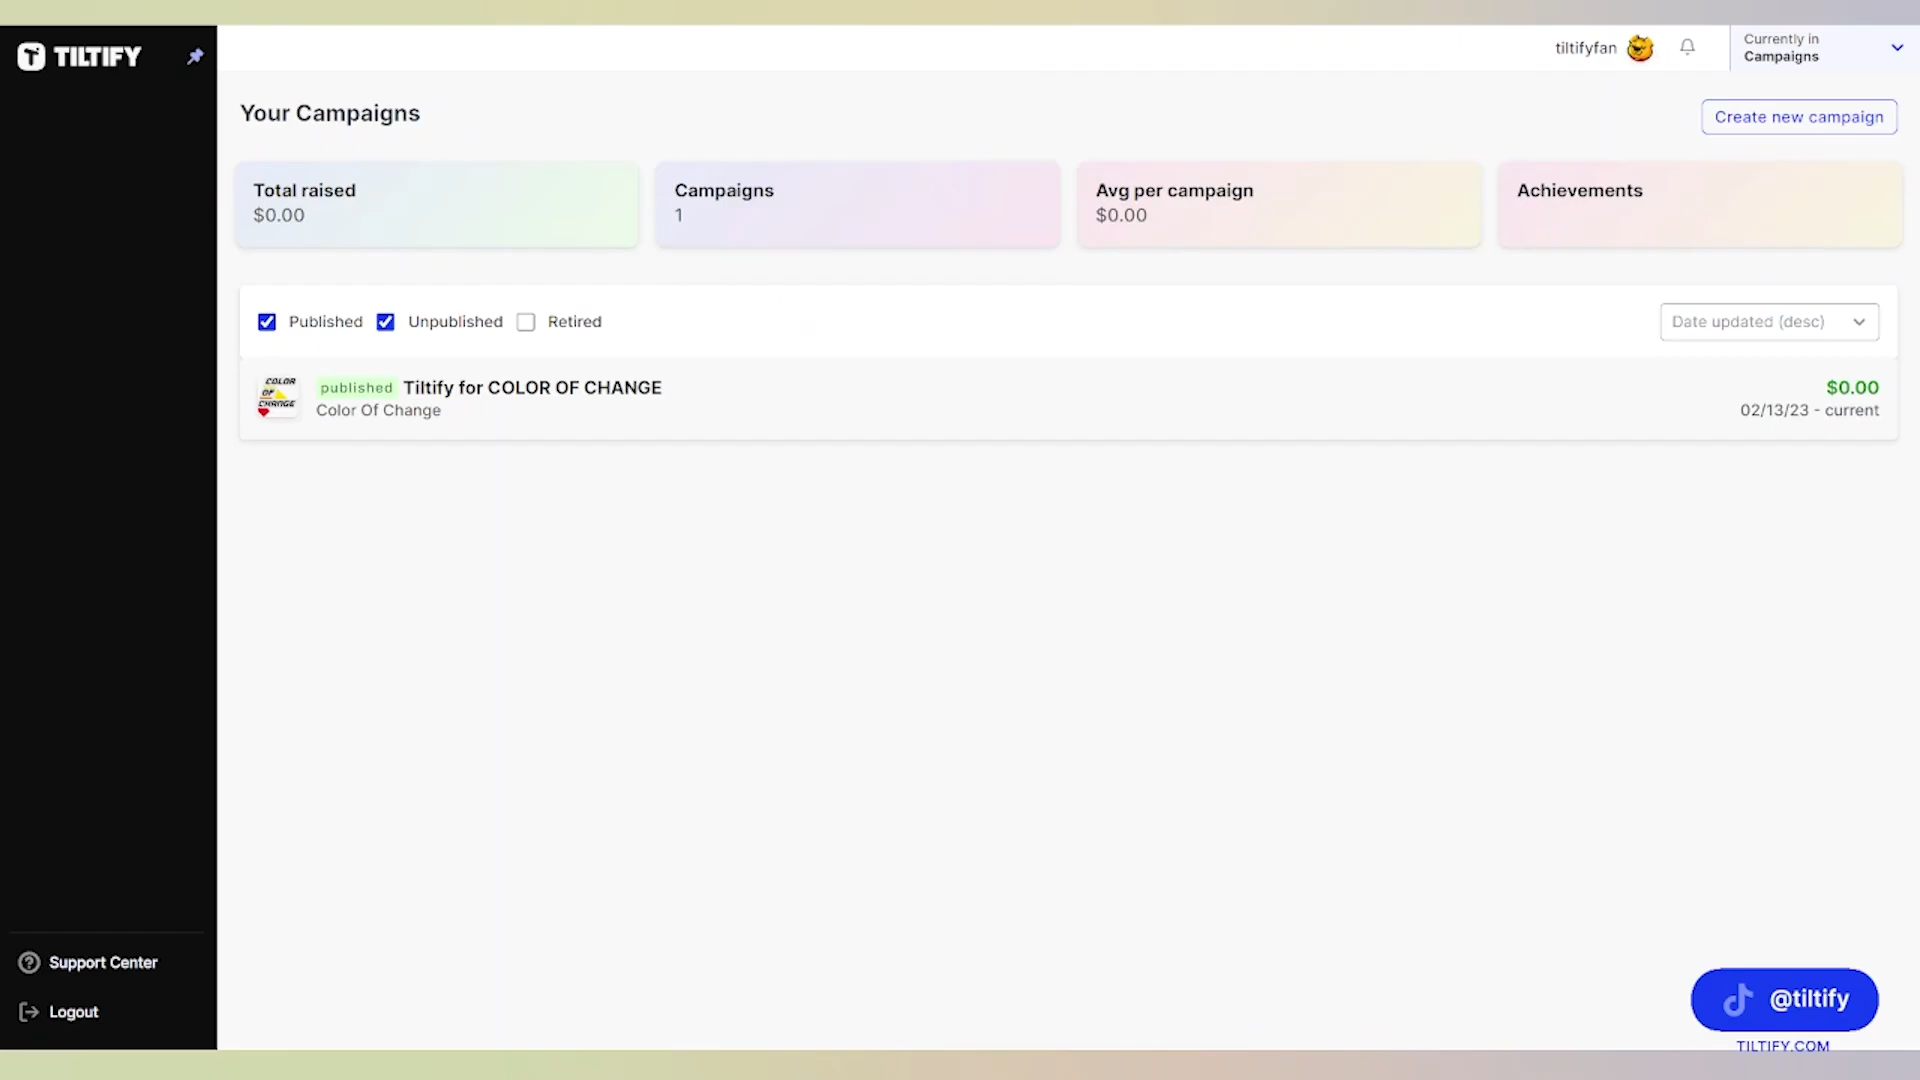 TILTIFY
tiltifyfan
Currently in
Campaigns
Your Campaigns
Create new campaign
Total raised
$0.00
Campaigns
1
Avg per campaign
$0.00
Achievements
Published
Unpublished
Retired
Date updated (desc)
COLOR
OF
CHANGE
published
Tiltify for COLOR OF CHANGE
$0.00
Color Of Change
02/13/23 - current
Support Center
Logout
@tiltify
TILTIFY.COM